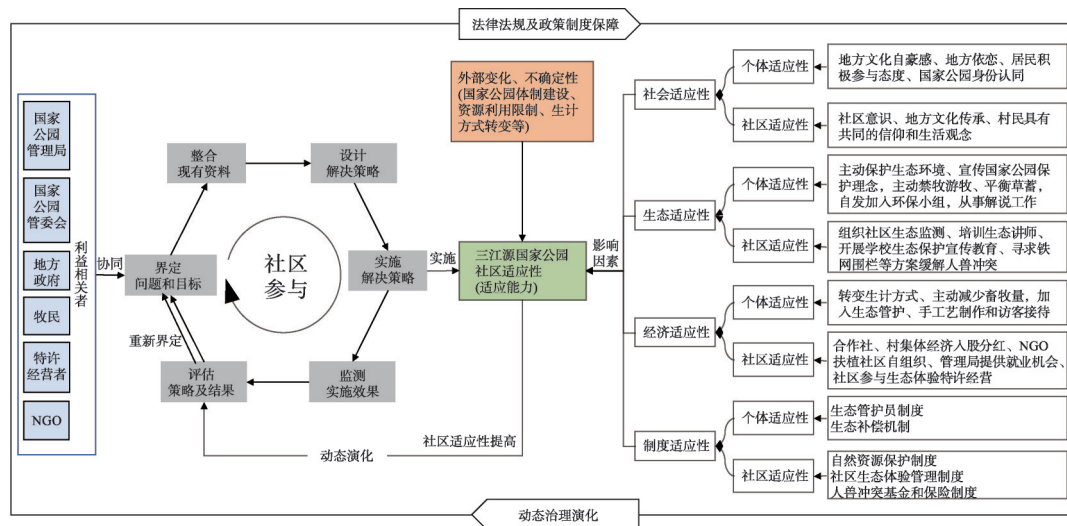 法律法规及政策制度保障
国家
公园
管理局
国家
公园
管委会
地方
政府
牧民
特许
经营者
NGO
利益相关者
协同
整合
现有资料
设计
解决策略
界定
问题和目标
社区
参与
实施
解决策略
重新界定
评估
策略及结果
监测
实施效果
实施
外部变化、不确定性
(国家公园体制建设、
资源利用限制、生计
方式转变等)
三江源国家公园
社区适应性
(适应能力)
社区适应性提高
动态演化
影响
因素
社会适应性
个体适应性
地方文化自豪感、地方依恋、居民积
极参与态度、国家公园身份认同
社区适应性
社区意识、地方文化传承、村民具有
共同的信仰和生活观念
生态适应性
个体适应性
主动保护生态环境、宣传国家公园保
护理念，主动禁牧游牧、平衡草蓄，
自发加入环保小组，从事解说工作
社区适应性
组织社区生态监测、培训生态讲师、
开展学校生态保护宣传教育、寻求铁
网围栏等方案缓解人兽冲突
经济适应性
个体适应性
转变生计方式、主动减少畜牧量，加
入生态管护、手工艺制作和访客接待
社区适应性
合作社、村集体经济入股分红、NGO
扶植社区自组织、管理局提供就业机会、
社区参与生态体验特许经营
制度适应性
个体适应性
生态管护员制度
生态补偿机制
社区适应性
自然资源保护制度
社区生态体验管理制度
人兽冲突基金和保险制度
动态治理演化